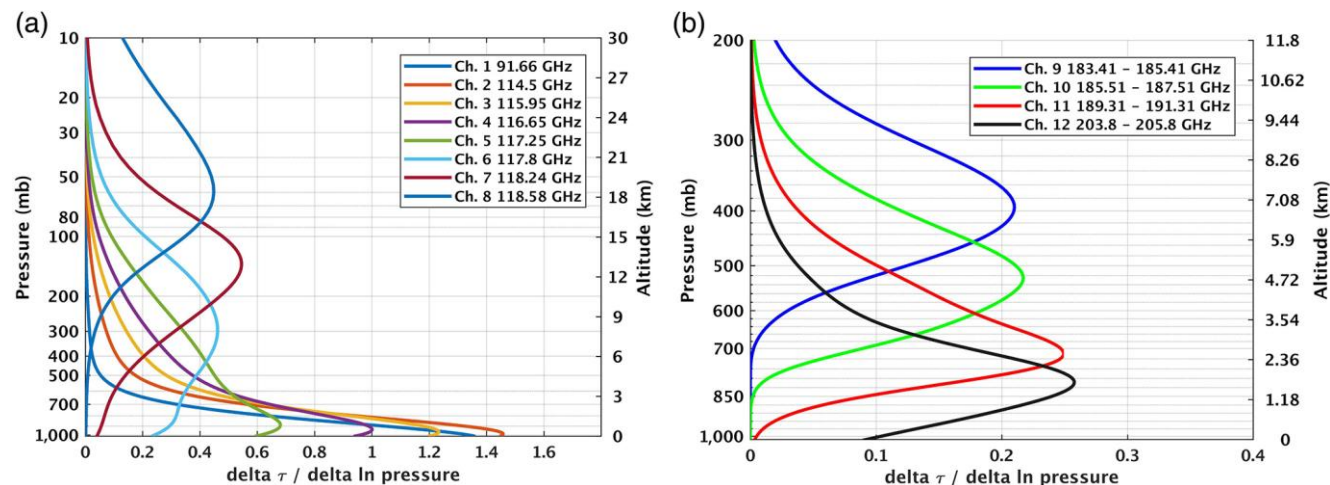 (a)
10
20
30
50
80
100
200
300
400
500
700
1,000
Pressure (mb)
30
27
24
21
18
15
12
9
6
3
0
Altitude (km)
Ch. 1 91.66 GHz
Ch. 2 114.5 GHz
Ch. 3 115.95 GHz
Ch. 4 116.65 GHz
Ch. 5 117.25 GHz
Ch. 6 117.8 GHz
Ch. 7 118.24 GHz
Ch. 8 118.58 GHz
0 0.2 0.4 0.6 0.8 1 1.2 1.4 1.6
delta τ / delta ln pressure
(b)
200
300
400
500
600
700
850
1,000
Pressure (mb)
11.8
10.62
9.44
8.26
7.08
5.9
4.72
3.54
2.36
1.18
0
Altitude (km)
Ch. 9 183.41 – 185.41 GHz
Ch. 10 185.51 – 187.51 GHz
Ch. 11 189.31 – 191.31 GHz
Ch. 12 203.8 – 205.8 GHz
0 0.1 0.2 0.3 0.4
delta τ / delta ln pressure